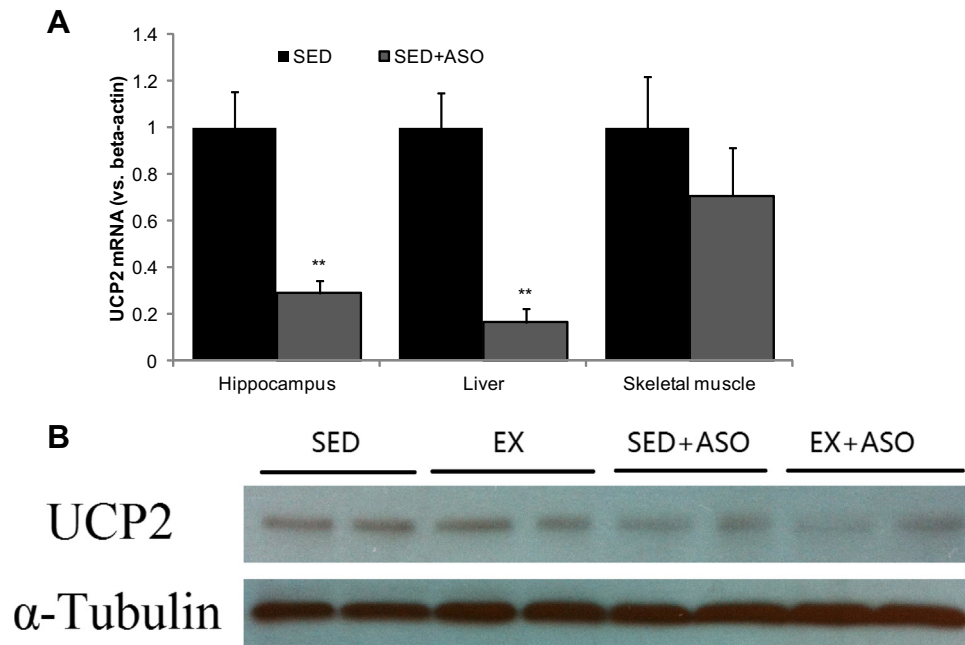 A
UCP2 mRNA (vs. beta-actin)
1.4
1.2
1
0.8
0.6
0.4
0.2
0
SED
SED+ASO
**
**
Hippocampus
Liver
Skeletal muscle
B
SED EX SED+ASO EX+ASO
UCP2
α-Tubulin